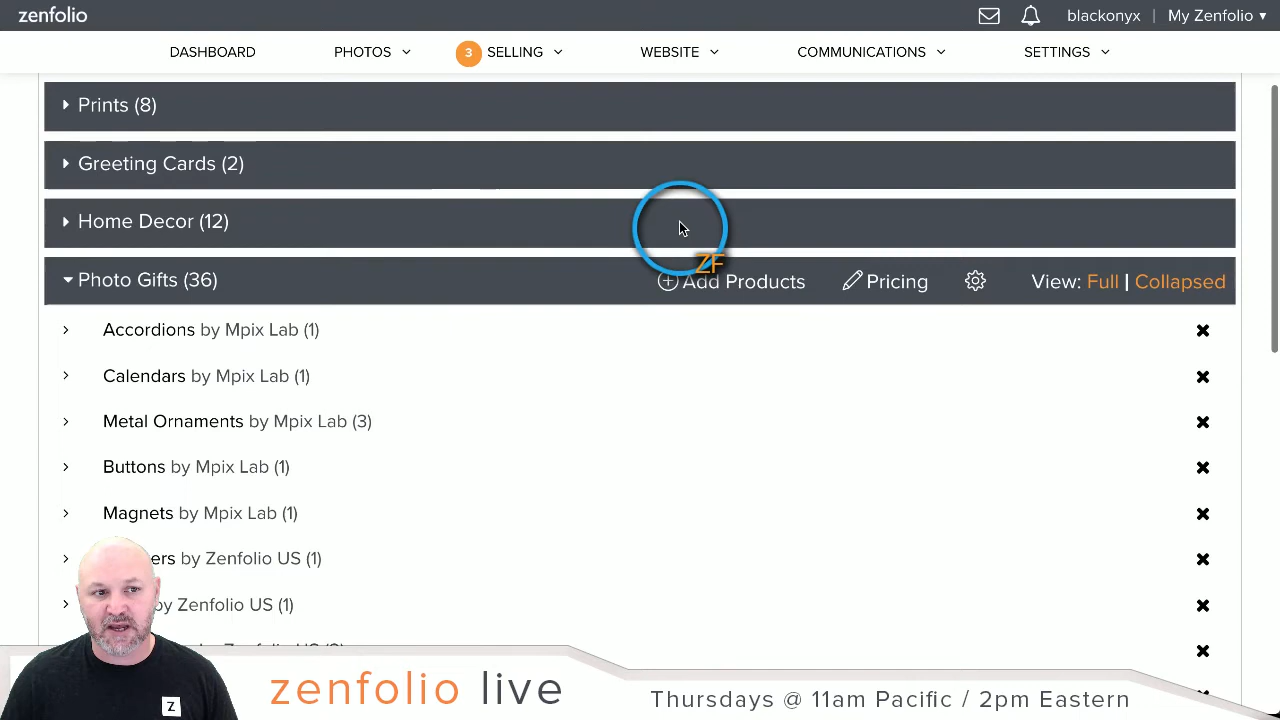 zenfolio
blackonyx | My Zenfolio ▾
DASHBOARD PHOTOS 3 SELLING WEBSITE COMMUNICATIONS SETTINGS
Prints (8)
Greeting Cards (2)
Home Decor (12)
ZF
Photo Gifts (36) Add Products Pricing View: Full | Collapsed
Accordions by Mpix Lab (1)
Calendars by Mpix Lab (1)
Metal Ornaments by Mpix Lab (3)
Buttons by Mpix Lab (1)
Magnets by Mpix Lab (1)
by Zenfolio US (1)
by Zenfolio US (1)
Z
zenfolio live
Thursdays @ 11am Pacific / 2pm Eastern